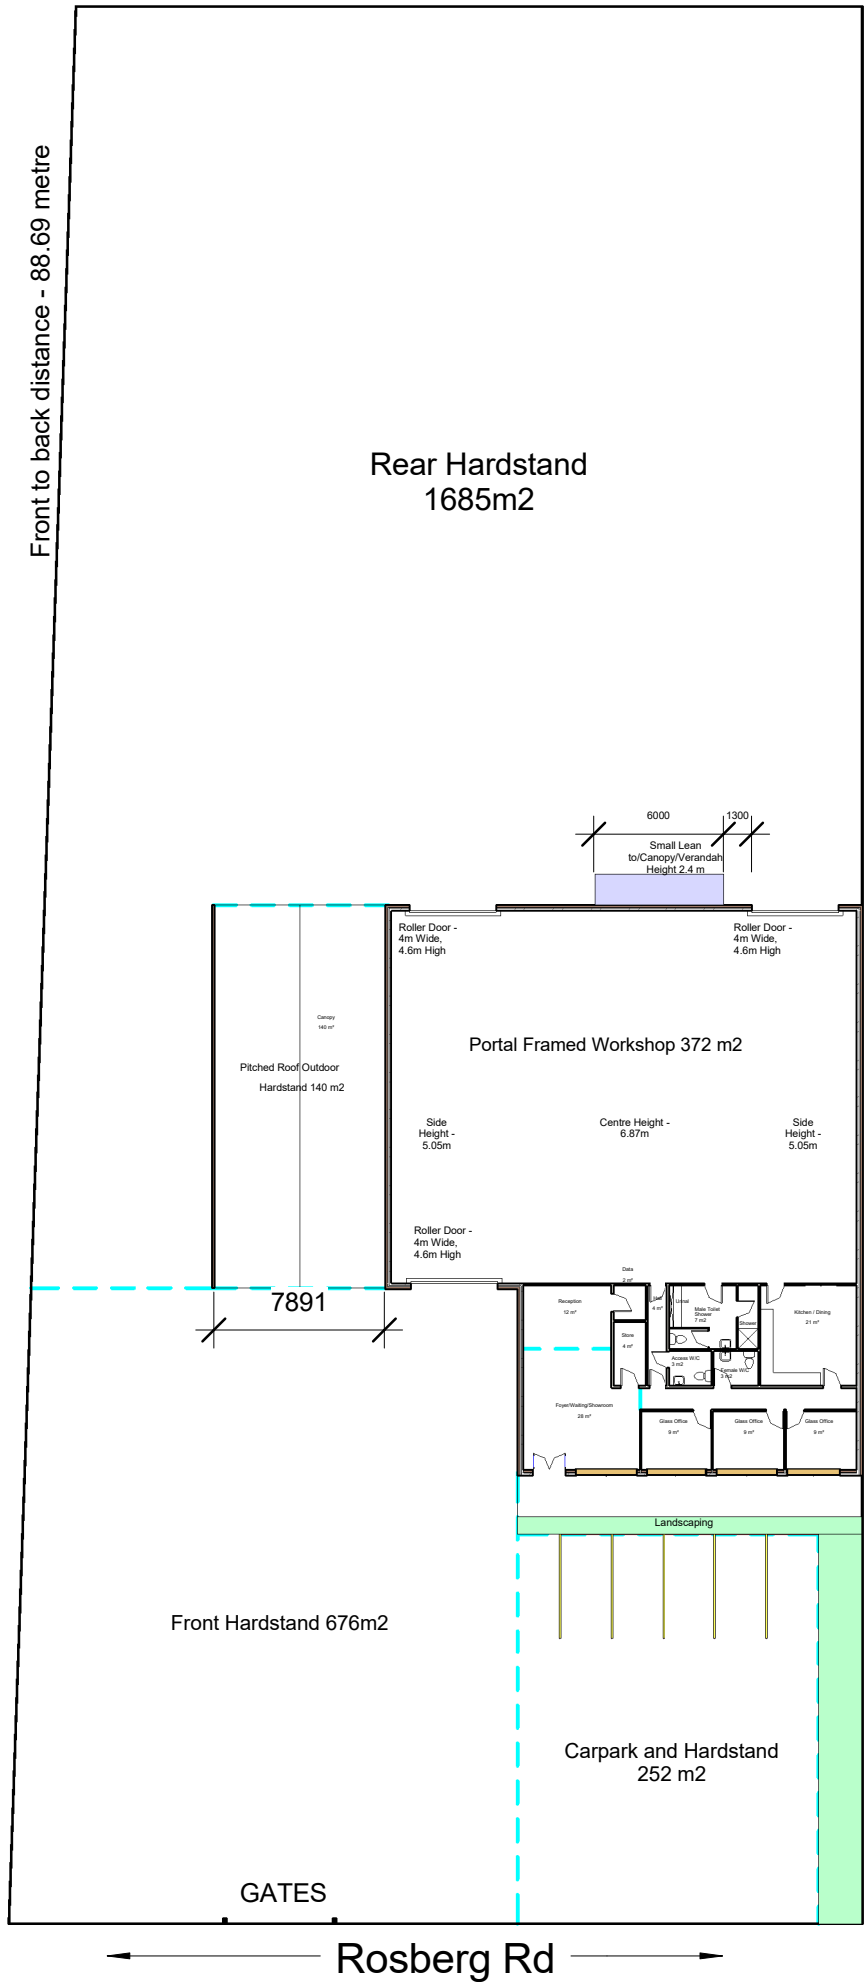 Front to back distance - 88.69 metre
Rear Hardstand
1685m2
6000
1300
Small Lean
to/Canopy/Verandah
Height 2.4 m
Roller Door -
4m Wide,
4.6m High
Roller Door -
4m Wide,
4.6m High
Canopy
140 m²
Portal Framed Workshop 372 m2
Pitched Roof Outdoor
Hardstand 140 m2
Side
Height -
5.05m
Centre Height -
6.87m
Side
Height -
5.05m
Roller Door -
4m Wide,
4.6m High
7891
Data
2 m²
Reception
12 m²
Hall
4 m²
Urinal
Male Toilet
Shower
7 m2
Shower
Kitchen / Dining
21 m²
Store
4 m²
Access W/C
3 m2
Female W/C
3 m2
Foyer/Waiting/Showroom
28 m²
Glass Office
9 m²
Glass Office
9 m²
Glass Office
9 m²
Landscaping
Front Hardstand 676m2
Carpark and Hardstand
252 m2
GATES
Rosberg Rd